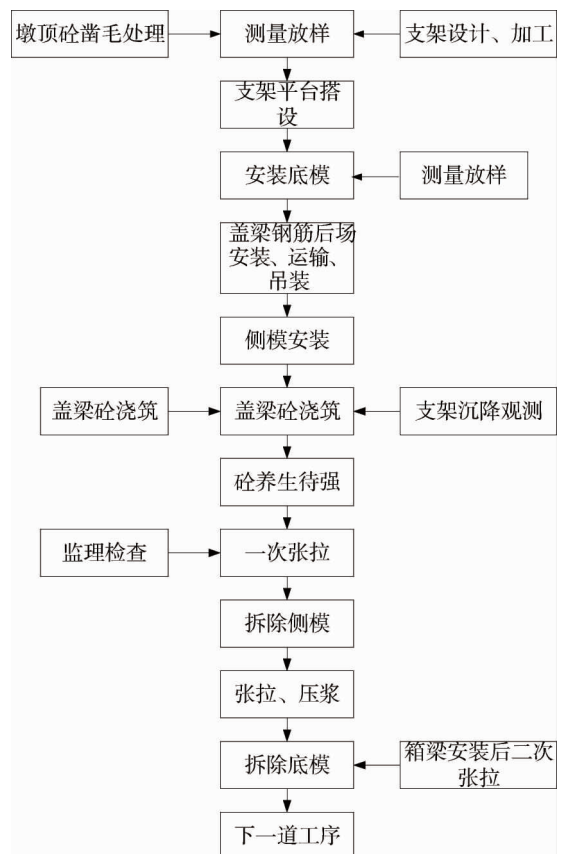 墩顶砼凿毛处理
测量放样
支架设计、加工
支架平台搭
设
安装底模
测量放样
盖梁钢筋后场
安装、运输、
吊装
侧模安装
盖梁砼浇筑
盖梁砼浇筑
支架沉降观测
砼养生待强
监理检查
一次张拉
拆除侧模
张拉、压浆
拆除底模
箱梁安装后二次
张拉
下一道工序